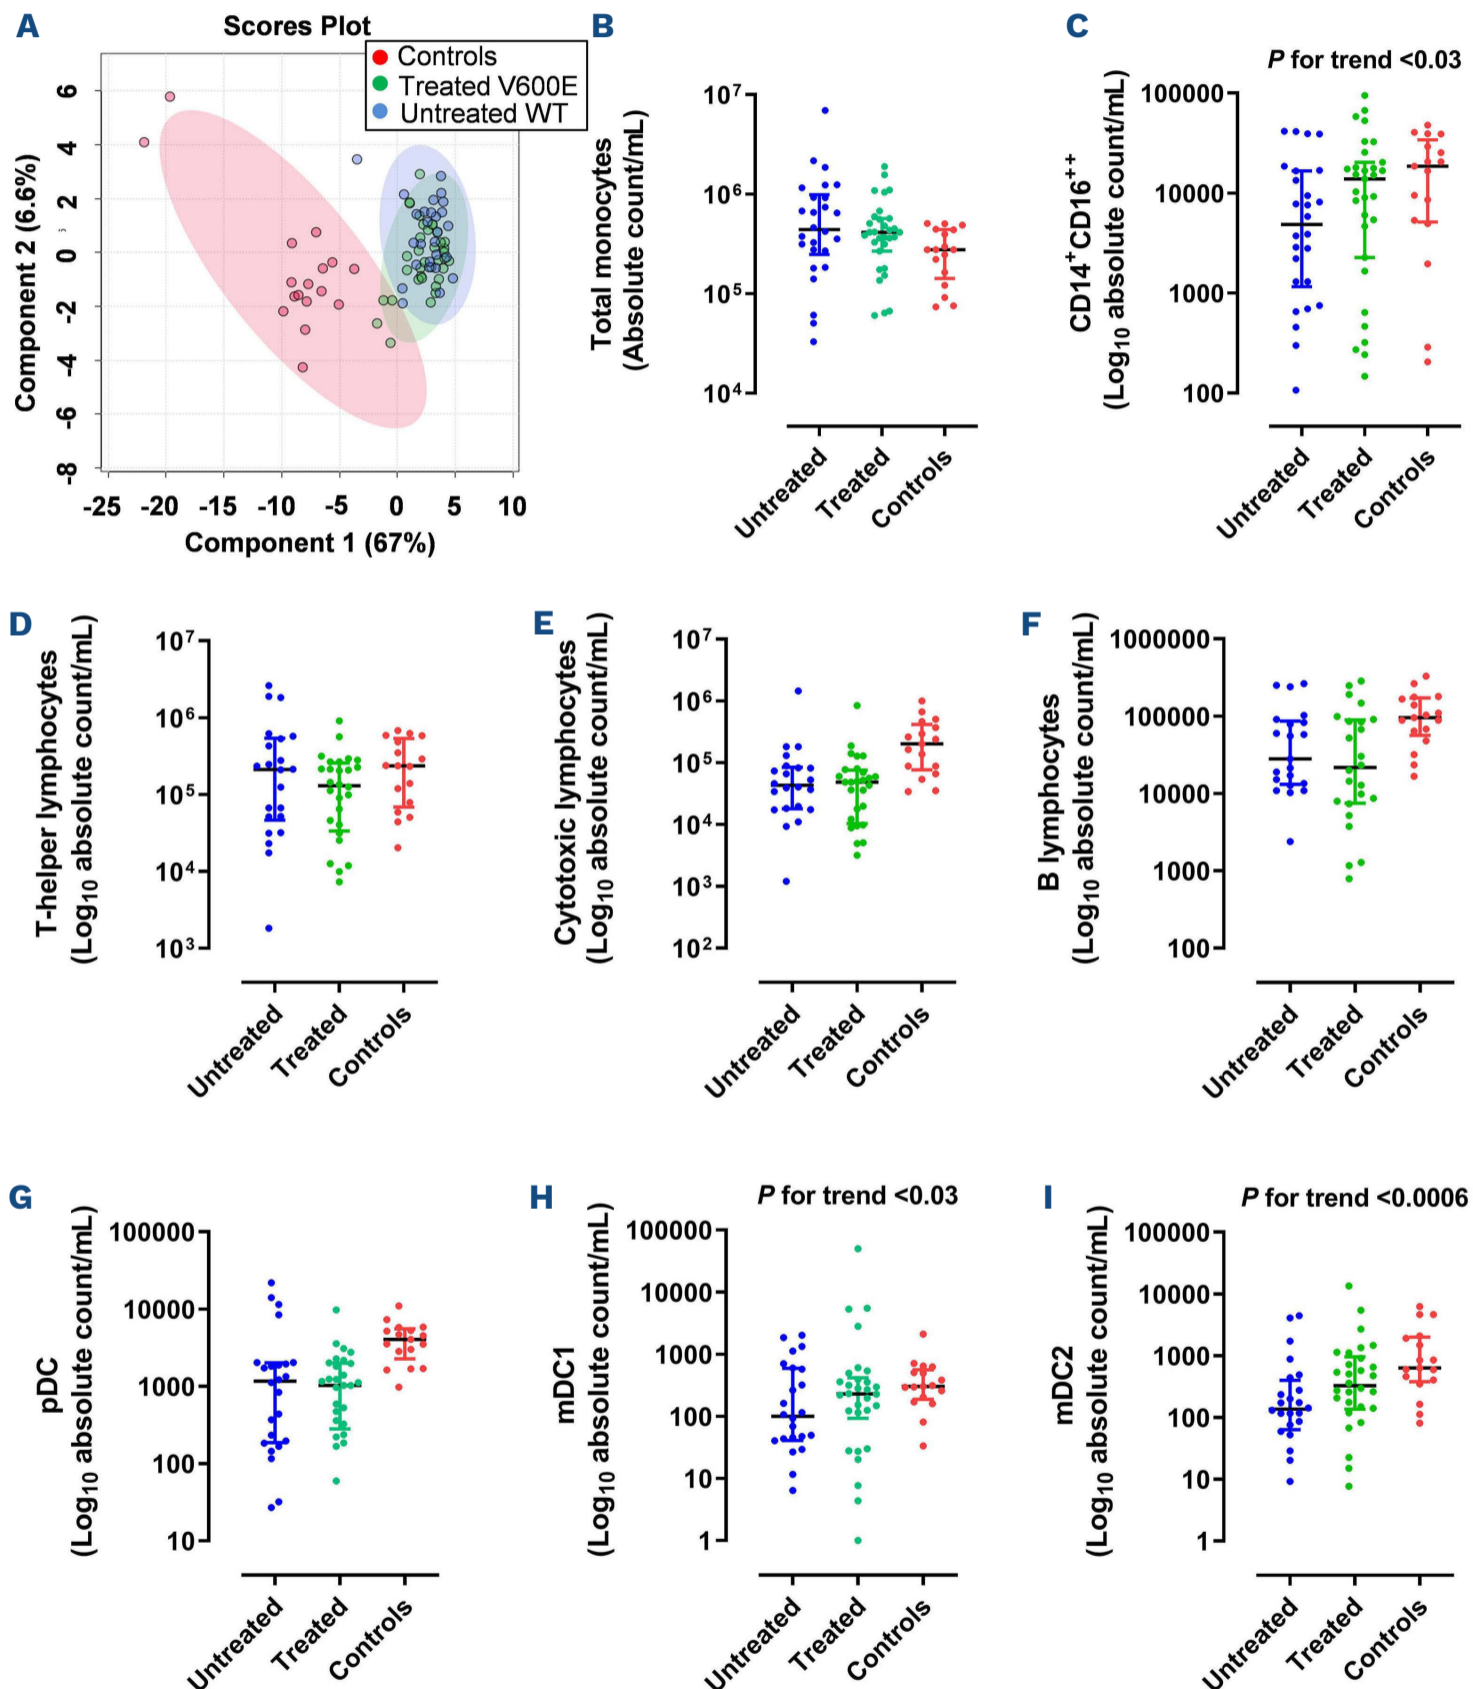 A
Scores Plot
Controls
Treated V600E
Untreated WT
6
4
2
0
-2
-4
-6
-8
Component 2 (6.6%)
-25 -20 -15 -10 -5 0 5 10
Component 1 (67%)
B
Total monocytes
(Absolute count/mL)
10⁷
10⁶
10⁵
10⁴
Untreated
Treated
Controls
C
P for trend <0.03
CD14⁺CD16⁺⁺
(Log₁₀ absolute count/mL)
100000
10000
1000
100
Untreated
Treated
Controls
D
T-helper lymphocytes
(Log₁₀ absolute count/mL)
10⁷
10⁶
10⁵
10⁴
10³
Untreated
Treated
Controls
E
Cytotoxic lymphocytes
(Log₁₀ absolute count/mL)
10⁷
10⁶
10⁵
10⁴
10³
10²
Untreated
Treated
Controls
F
B lymphocytes
(Log₁₀ absolute count/mL)
1000000
100000
10000
1000
100
Untreated
Treated
Controls
G
pDC
(Log₁₀ absolute count/mL)
100000
10000
1000
100
10
Untreated
Treated
Controls
H
P for trend <0.03
mDC1
(Log₁₀ absolute count/mL)
100000
10000
1000
100
10
1
Untreated
Treated
Controls
I
P for trend <0.0006
mDC2
(Log₁₀ absolute count/mL)
100000
10000
1000
100
10
1
Untreated
Treated
Controls